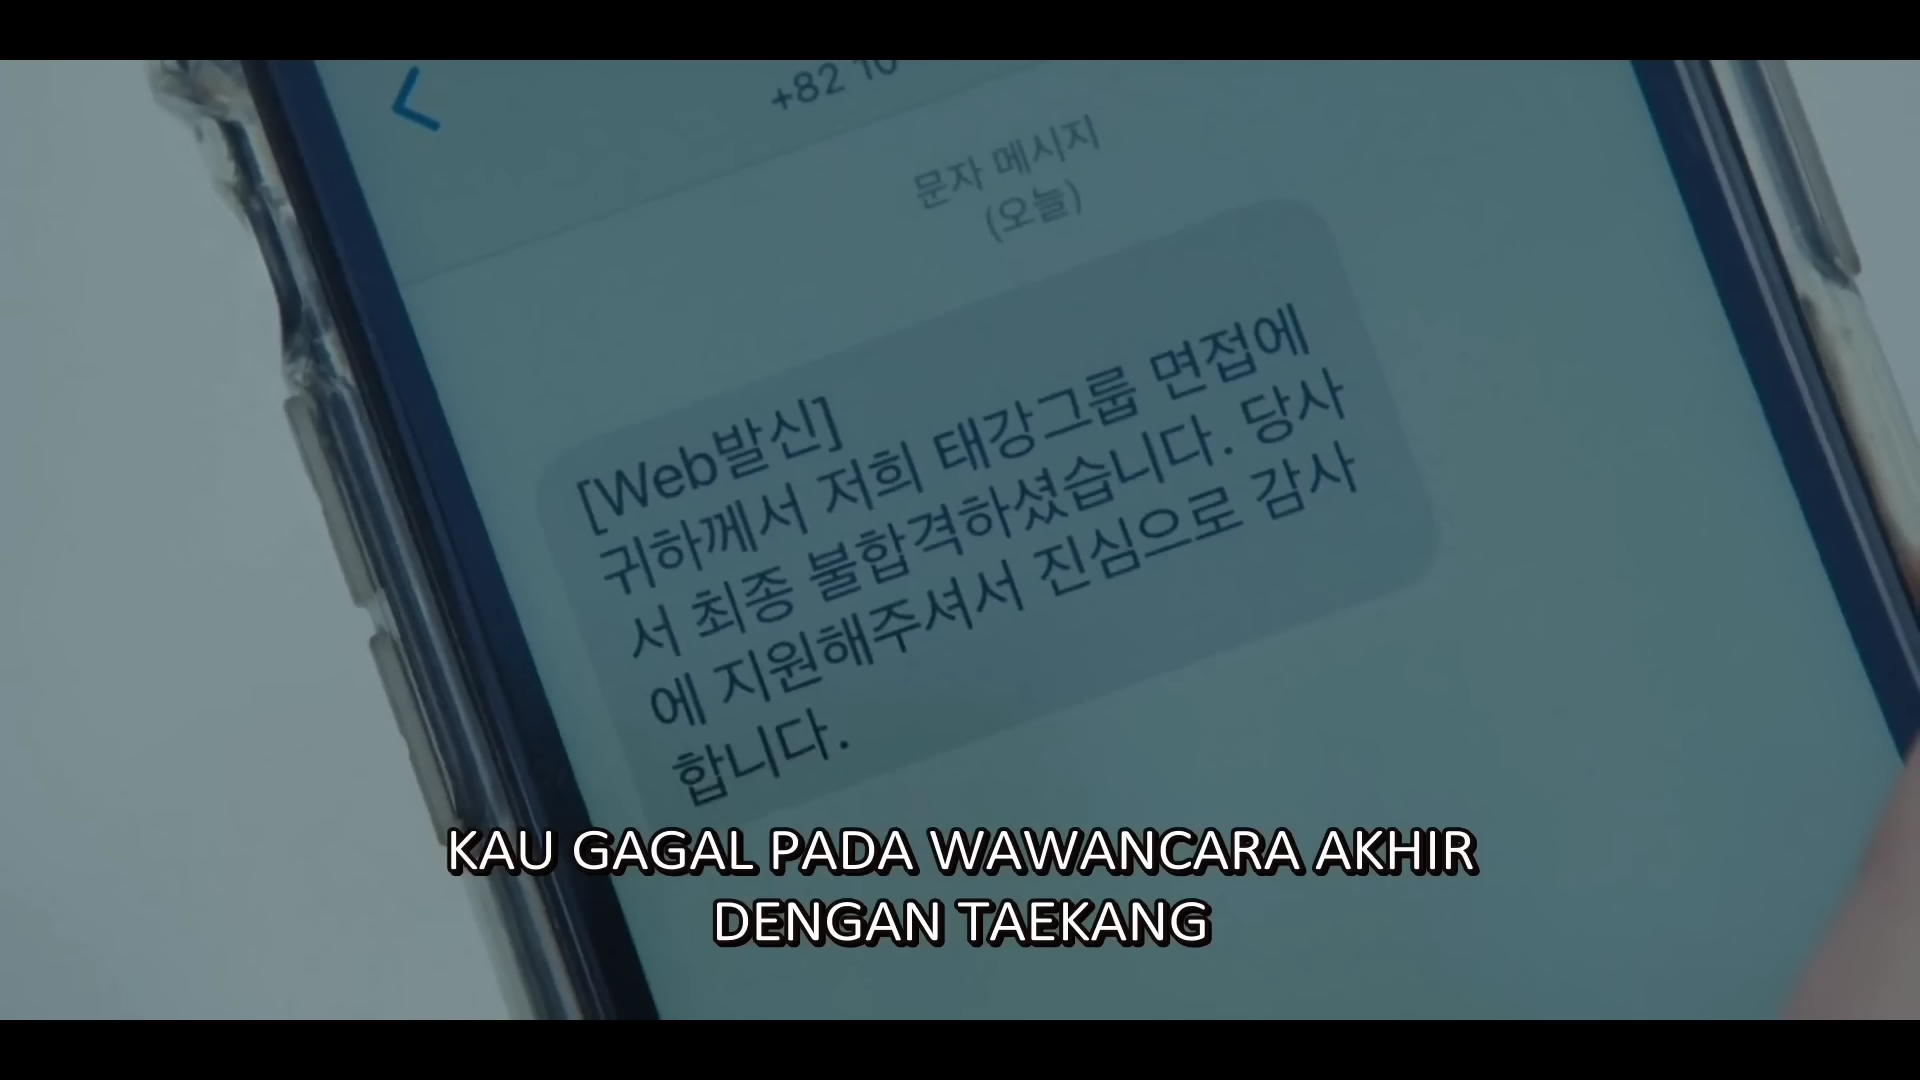 +82 10
문자 메시지
(오늘)
[Web발신]
귀하께서 저희 태강그룹 면접에
서 최종 불합격하셨습니다. 당사
에 지원해주셔서 진심으로 감사
합니다.
KAU GAGAL PADA WAWANCARA AKHIR
DENGAN TAEKANG